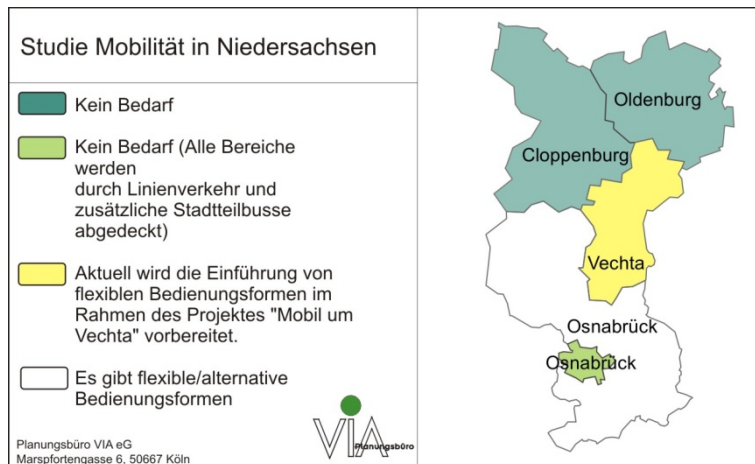 Studie Mobilität in Niedersachsen
Kein Bedarf
Kein Bedarf (Alle Bereiche
werden
durch Linienverkehr und
zusätzliche Stadtteilbusse
abgedeckt)
Aktuell wird die Einführung von
flexiblen Bedienungsformen im
Rahmen des Projektes "Mobil um
Vechta" vorbereitet.
Es gibt flexible/alternative
Bedienungsformen
Planungsbüro VIA eG
Marspfortengasse 6, 50667 Köln
VIA
Planungsbüro
Oldenburg
Cloppenburg
Vechta
Osnabrück
Osnabrück